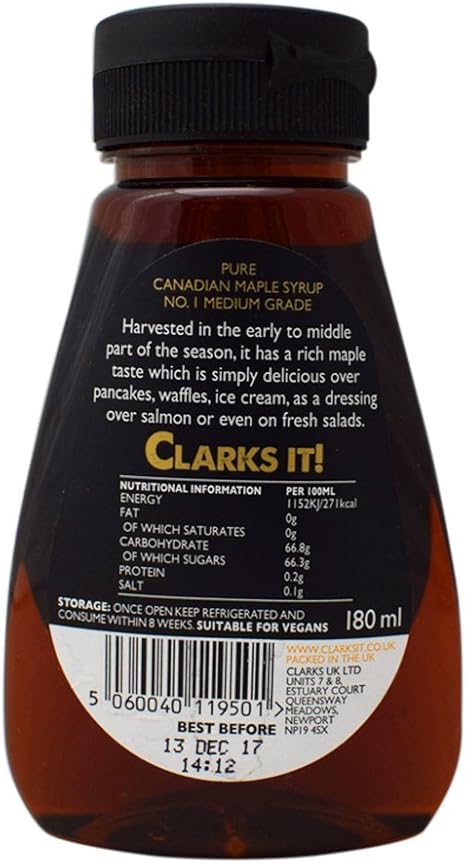 PURE
CANADIAN MAPLE SYRUP
NO. 1 MEDIUM GRADE
Harvested in the early to middle
part of the season, it has a rich maple
taste which is simply delicious over
pancakes, waffles, ice cream, as a dressing
over salmon or even on fresh salads.
CLARKS IT!
NUTRITIONAL INFORMATION PER 100ML
ENERGY 1152KJ/271kcal
FAT 0g
OF WHICH SATURATES 0g
CARBOHYDRATE 66.8g
OF WHICH SUGARS 66.3g
PROTEIN 0.2g
SALT 0.1g
STORAGE: ONCE OPEN KEEP REFRIGERATED AND
CONSUME WITHIN 8 WEEKS. SUITABLE FOR VEGANS
180 ml
5 060040 119501 >
BEST BEFORE
13 DEC 17
14:12
WWW.CLARKSIT.CO.UK
PACKED IN THE UK
CLARKS UK LTD
UNITS 7 & 8,
ESTUARY COURT
QUEENSWAY
MEADOWS,
NEWPORT
NP19 4SX